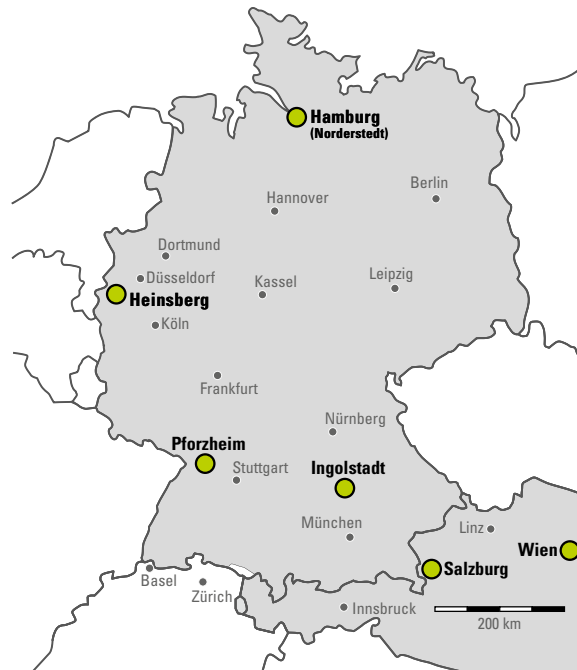 Hamburg
(Norderstedt)
Berlin
Hannover
Dortmund
Düsseldorf
Kassel
Leipzig
Heinsberg
Köln
Frankfurt
Nürnberg
Pforzheim
Stuttgart
Ingolstadt
München
Linz
Wien
Salzburg
Basel
Zürich
Innsbruck
200 km